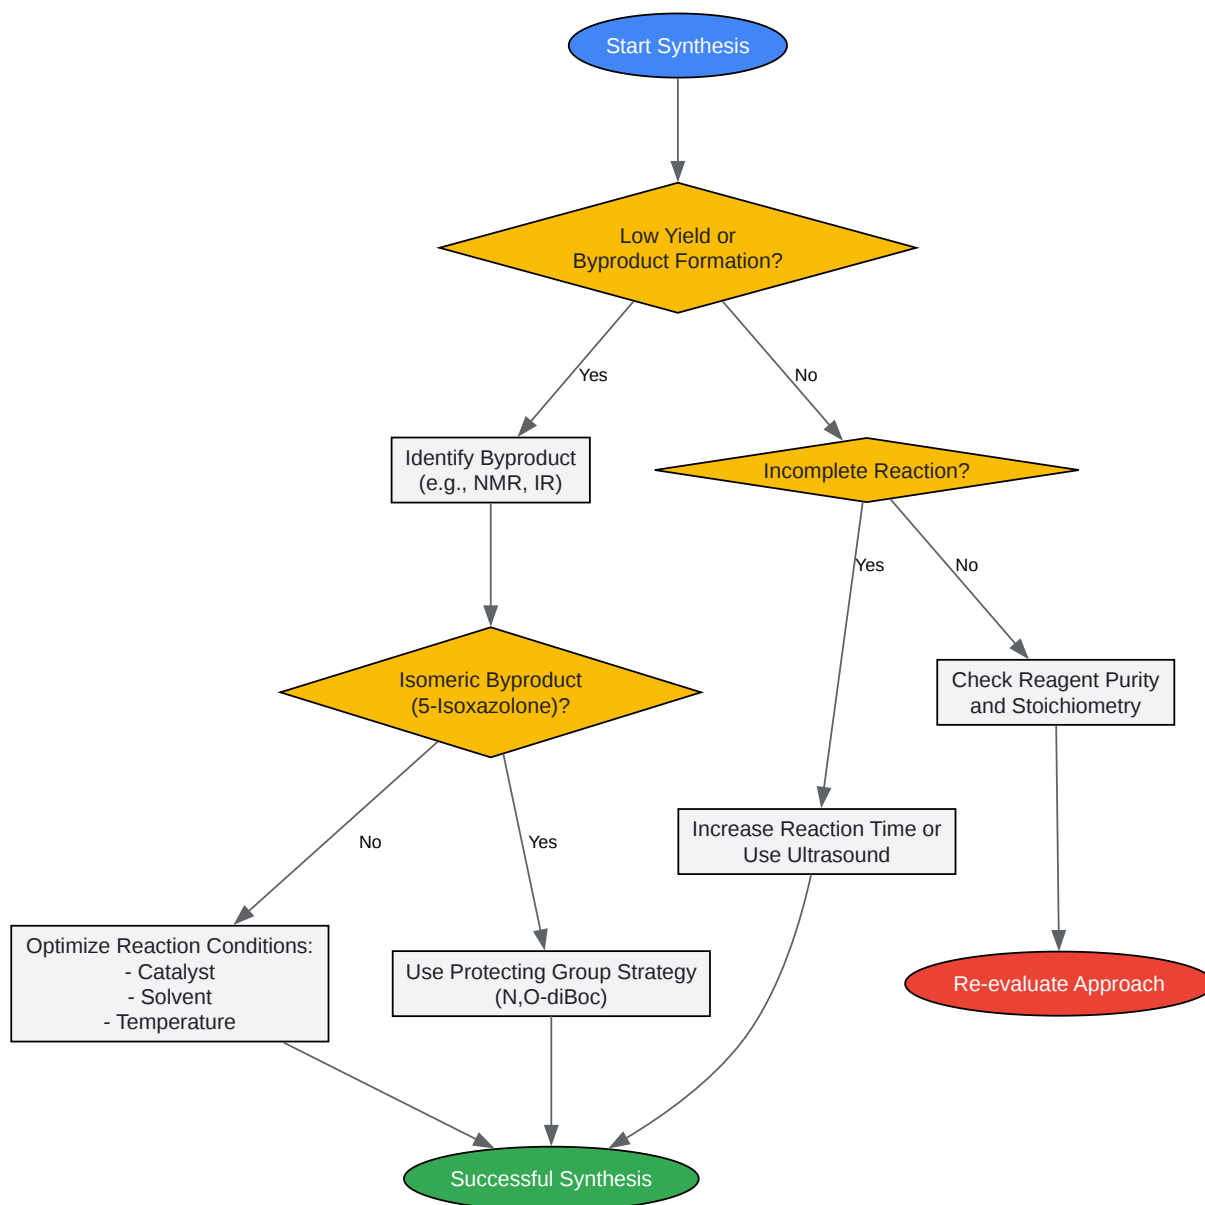 Start Synthesis
Low Yield or
Byproduct Formation?
Yes
No
Identify Byproduct
(e.g., NMR, IR)
Incomplete Reaction?
Yes
No
Isomeric Byproduct
(5-Isoxazolone)?
Check Reagent Purity
and Stoichiometry
No
Yes
Increase Reaction Time or
Use Ultrasound
Optimize Reaction Conditions:
- Catalyst
- Solvent
- Temperature
Use Protecting Group Strategy
(N,O-diBoc)
Re-evaluate Approach
Successful Synthesis